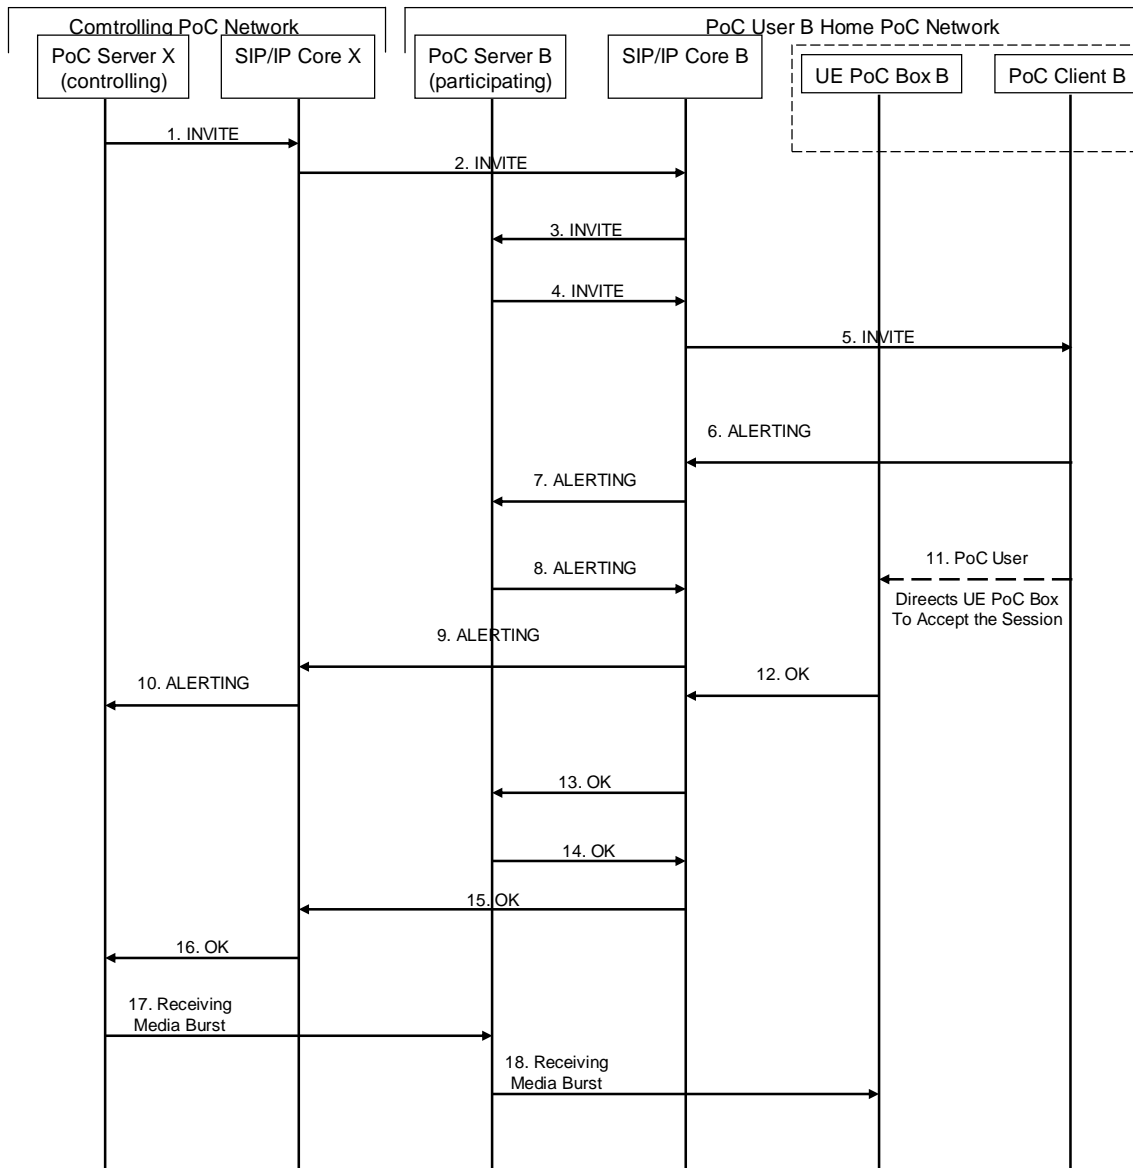 Comtrolling PoC Network
PoC User B Home PoC Network
PoC Server X
(controlling)
SIP/IP Core X
PoC Server B
(participating)
SIP/IP Core B
UE PoC Box B
PoC Client B
1. INVITE
2. INVITE
3. INVITE
4. INVITE
5. INVITE
6. ALERTING
7. ALERTING
11. PoC User
8. ALERTING
Direects UE PoC Box
To Accept the Session
9. ALERTING
12. OK
10. ALERTING
13. OK
14. OK
15. OK
16. OK
17. Receiving
Media Burst
18. Receiving
Media Burst